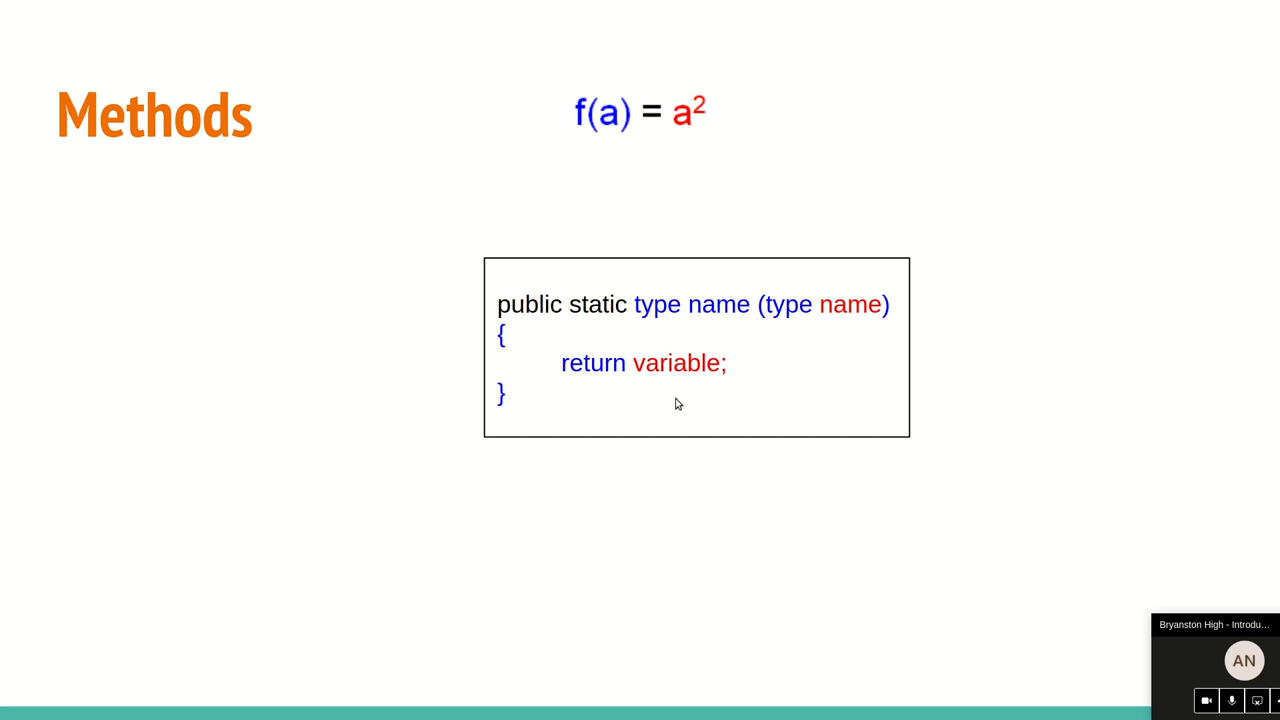 Methods
f(a) = a²
public static type name (type name)
{
return variable;
}
Bryanston High - Introdu...
AN